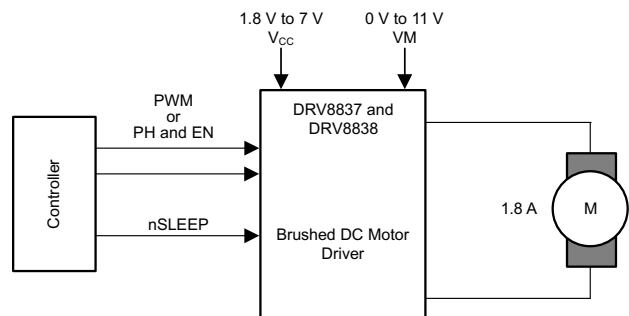 1.8 V to 7 V
VCC
0 V to 11 V
VM
PWM
or
PH and EN
DRV8837 and
DRV8838
Controller
1.8 A
M
nSLEEP
Brushed DC Motor
Driver